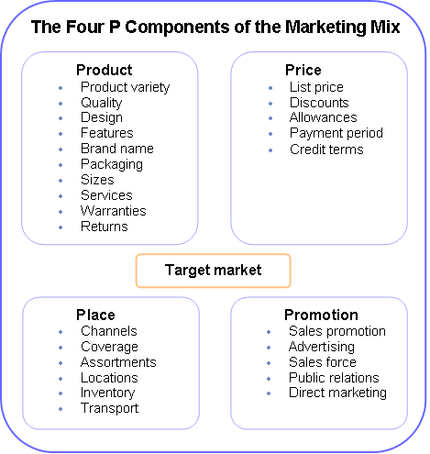 The Four P Components of the Marketing Mix
Product
Product variety
Quality
Design
Features
Brand name
Packaging
Sizes
Services
Warranties
Returns
Price
List price
Discounts
Allowances
Payment period
Credit terms
Target market
Place
Channels
Coverage
Assortments
Locations
Inventory
Transport
Promotion
Sales promotion
Advertising
Sales force
Public relations
Direct marketing